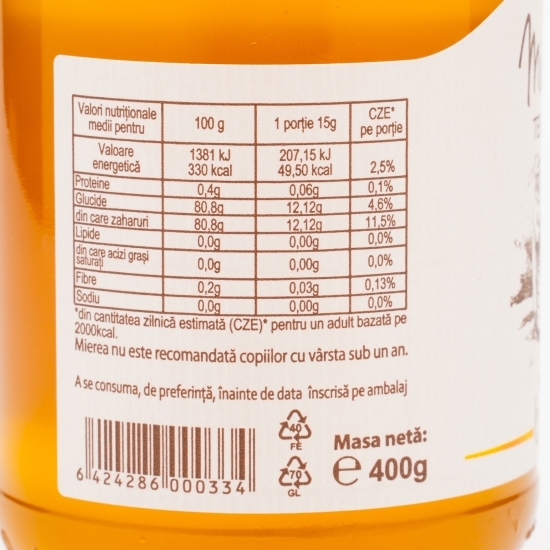 Valori nutriționale medii pentru 100 g 1 porție 15g CZE* pe porție
Valoare energetică 1381 kJ 330 kcal 207,15 kJ 49,50 kcal 2,5%
Proteine 0,4g 0,06g 0,1%
Glucide 80,8g 12,12g 4,6%
din care zaharuri 80,8g 12,12g 11,5%
Lipide 0,0g 0,00g 0,0%
din care acizi grași saturați 0,0g 0,00g 0,0%
Fibre 0,2g 0,03g 0,13%
Sodiu 0,0g 0,00g 0,0%
*din cantitatea zilnică estimată (CZE)* pentru un adult bazată pe
2000kcal.
Mierea nu este recomandată copiilor cu vârsta sub un an.
A se consuma, de preferință, înainte de data înscrisă pe ambalaj
40
FE
70
GL
Masa netă:
℮ 400g
6 424286 000334